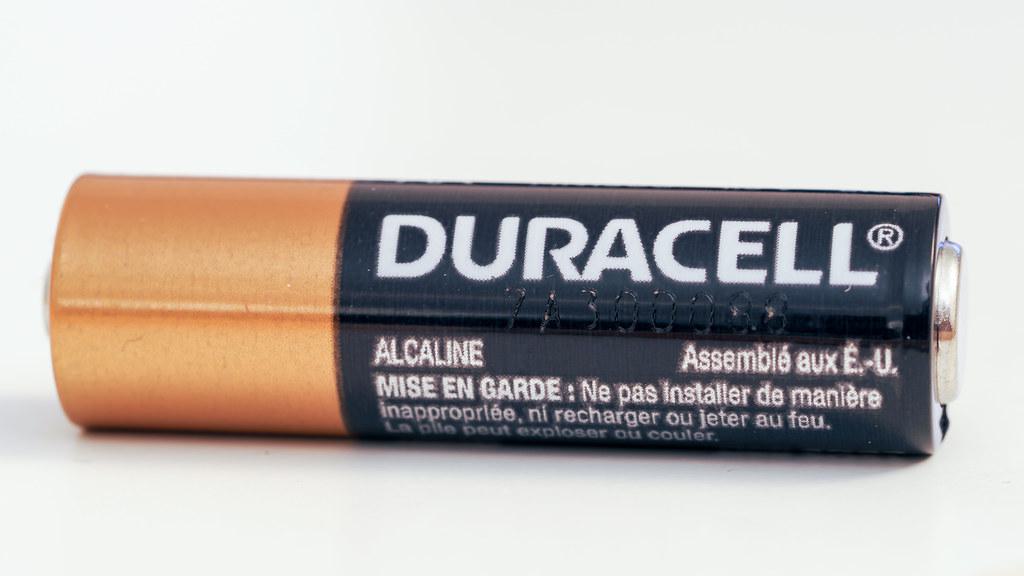 DURACELL®
7A300098
ALCALINE Assemblé aux É.-U.
MISE EN GARDE : Ne pas installer de manière
inappropriée, ni recharger ou jeter au feu.
La pile peut exploser ou couler.